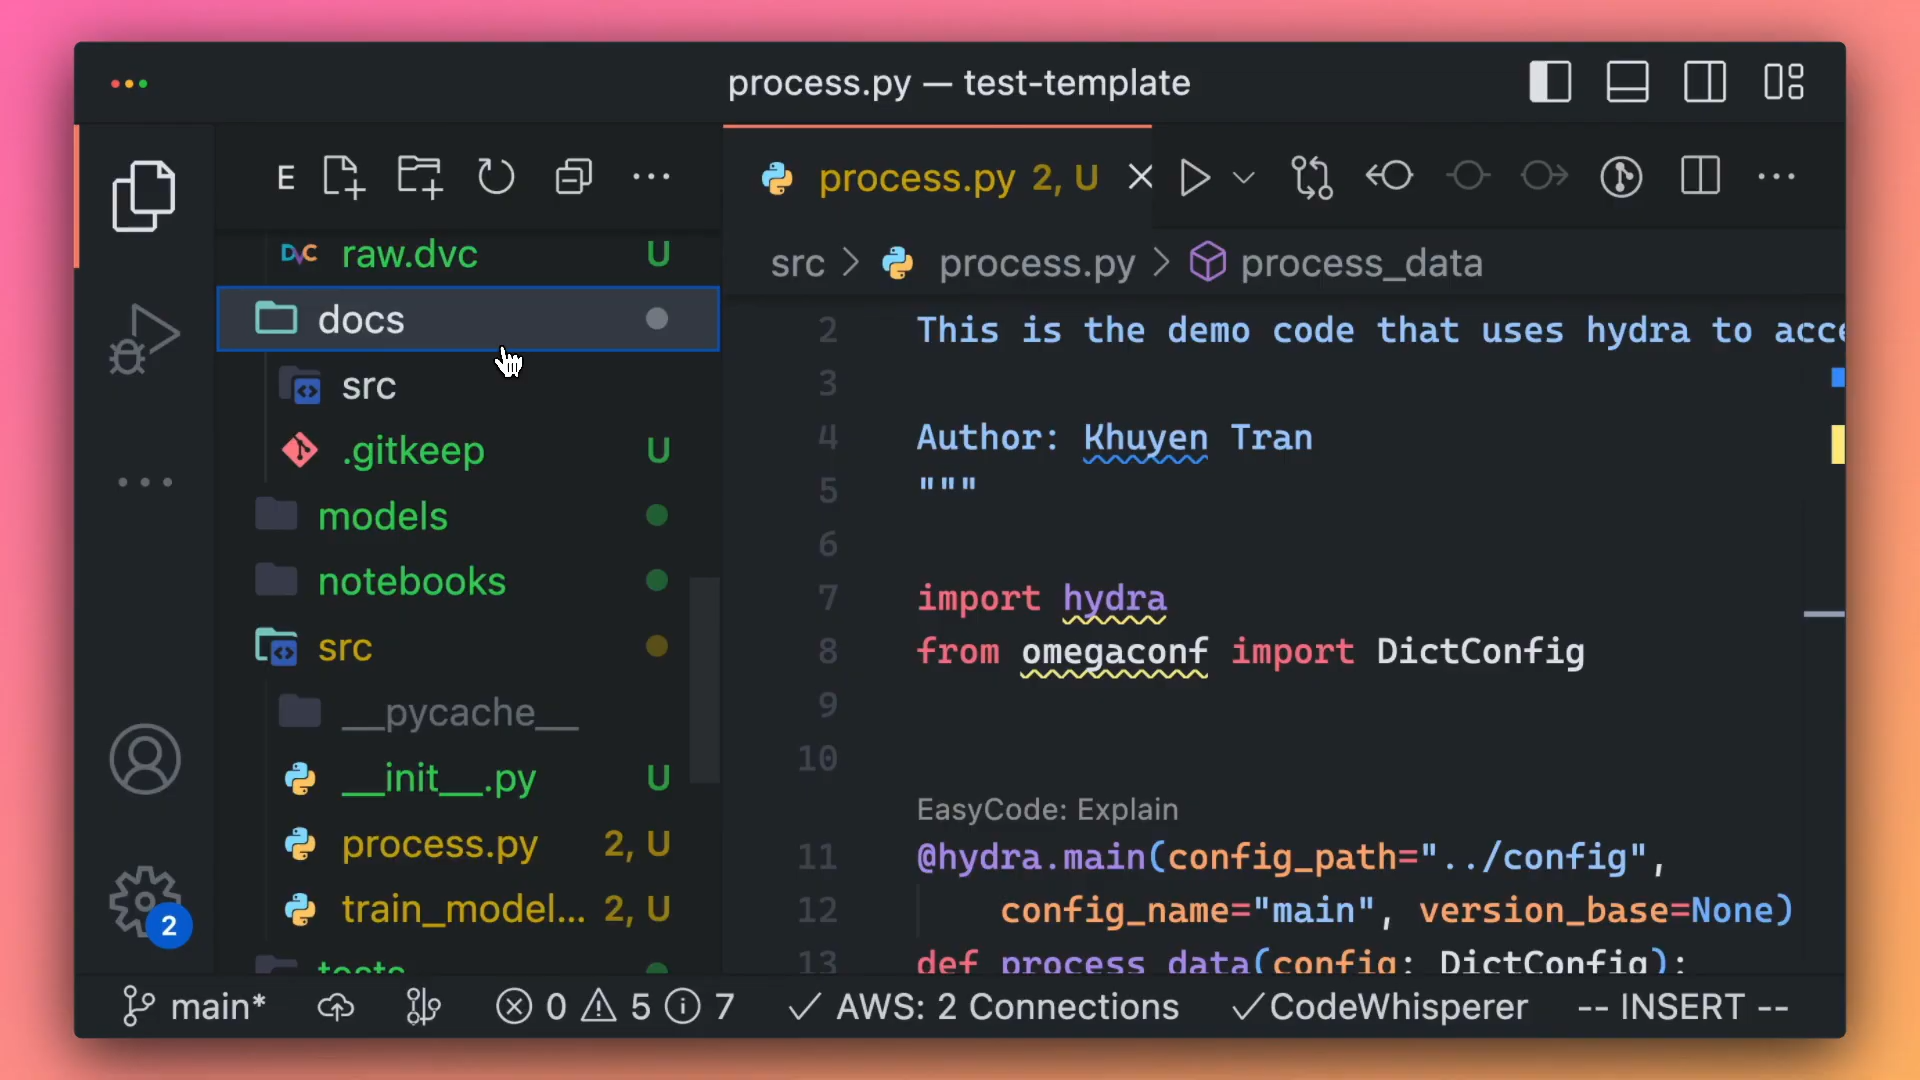 process.py — test-template
E
process.py 2, U
DVC raw.dvc U
src > process.py > process_data
docs
src
.gitkeep U
models
notebooks
src
__pycache__
__init__.py U
process.py 2, U
train_model... 2, U
tests
2 This is the demo code that uses hydra to acce
3
4 Author: Khuyen Tran
5 """
6
7 import hydra
8 from omegaconf import DictConfig
9
10
EasyCode: Explain
11 @hydra.main(config_path="../config",
12 config_name="main", version_base=None)
13 def process_data(config: DictConfig):
2
main* 0 5 7 AWS: 2 Connections CodeWhisperer -- INSERT --